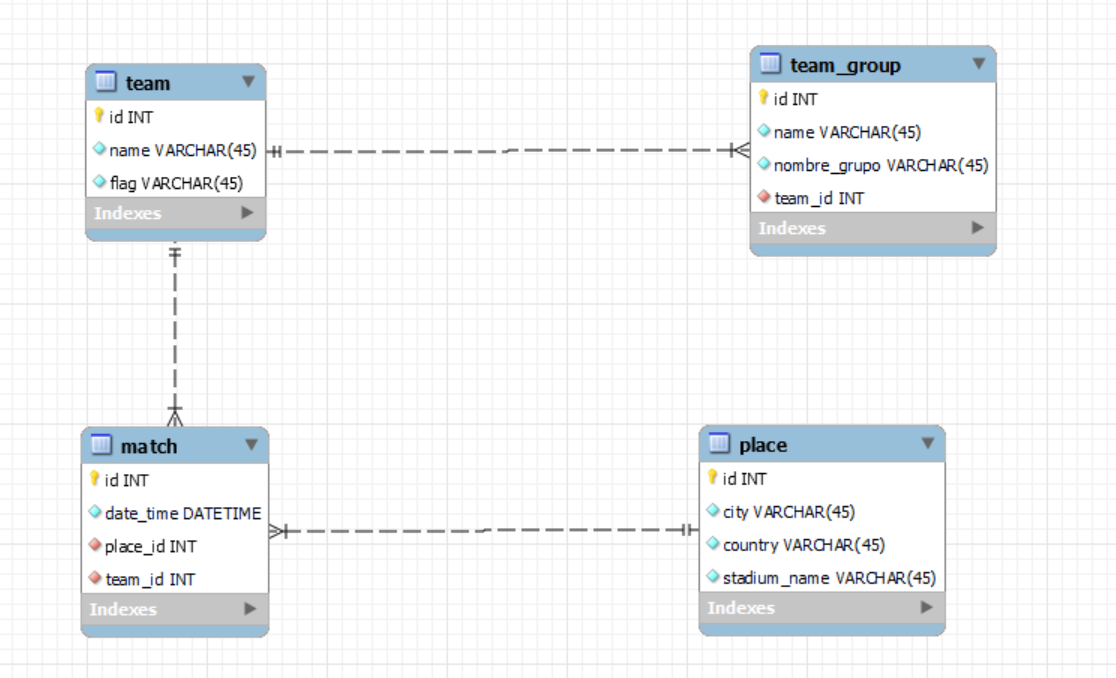 team
id INT
name VARCHAR(45)
flag VARCHAR(45)
Indexes
team_group
id INT
name VARCHAR(45)
nombre_grupo VARCHAR(45)
team_id INT
Indexes
match
id INT
date_time DATETIME
place_id INT
team_id INT
Indexes
place
id INT
city VARCHAR(45)
country VARCHAR(45)
stadium_name VARCHAR(45)
Indexes